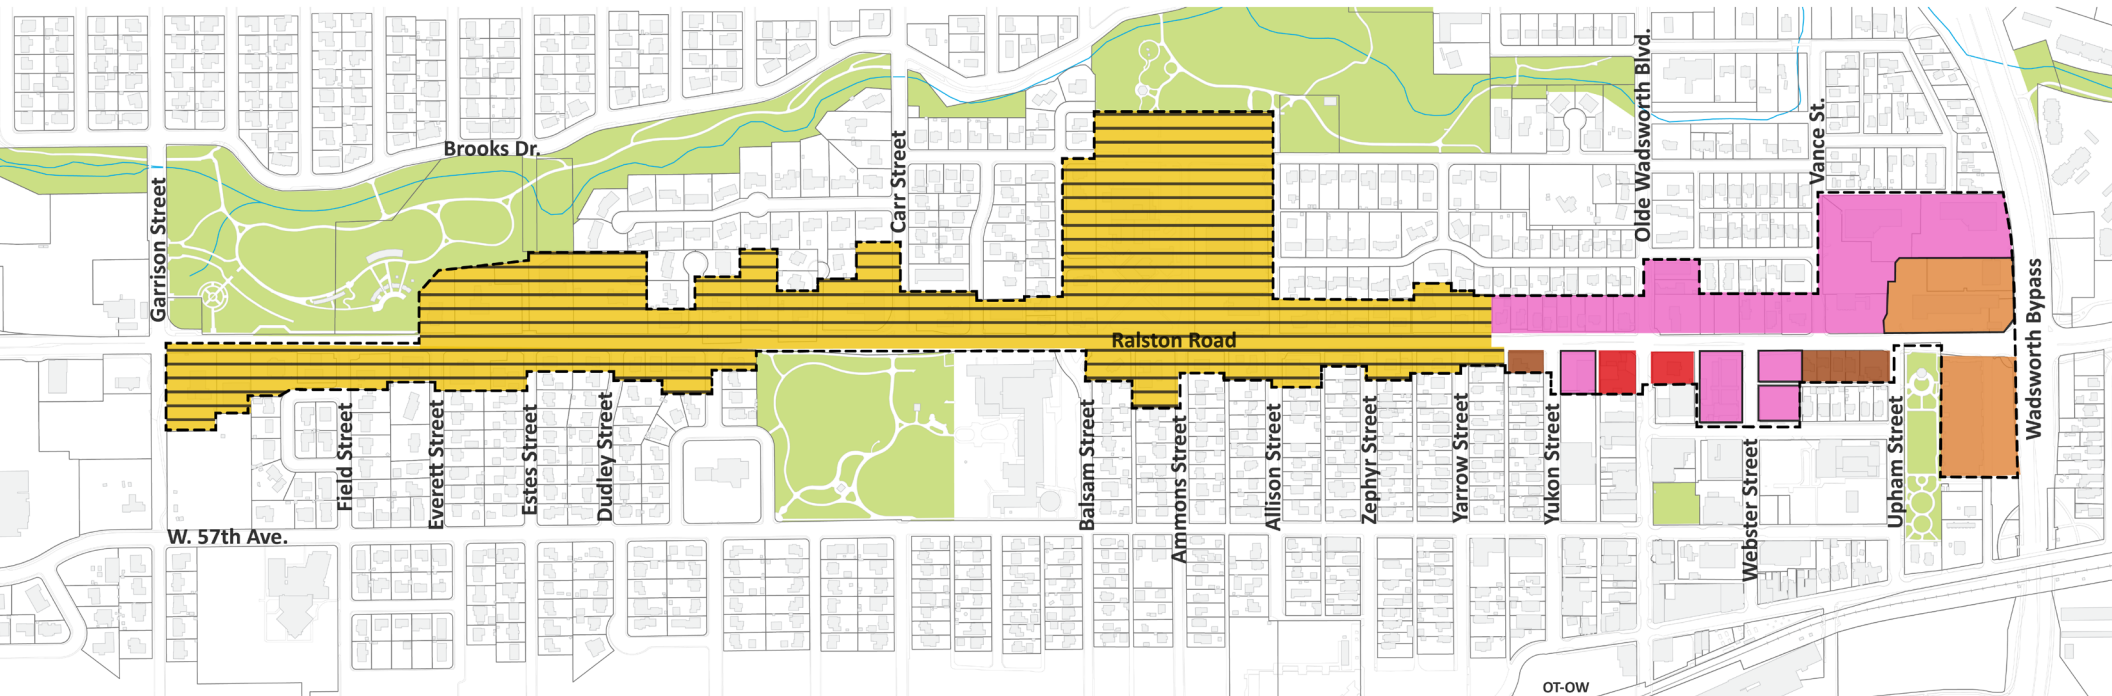 Brooks Dr.
Garrison Street
Carr Street
Olde Wadsworth Blvd.
Vance St.
Wadsworth Bypass
Ralston Road
Field Street
Everett Street
Estes Street
Dudley Street
Balsam Street
Ammons Street
Allison Street
Zephyr Street
Yarrow Street
Yukon Street
Webster Street
Upham Street
W. 57th Ave.
OT-OW